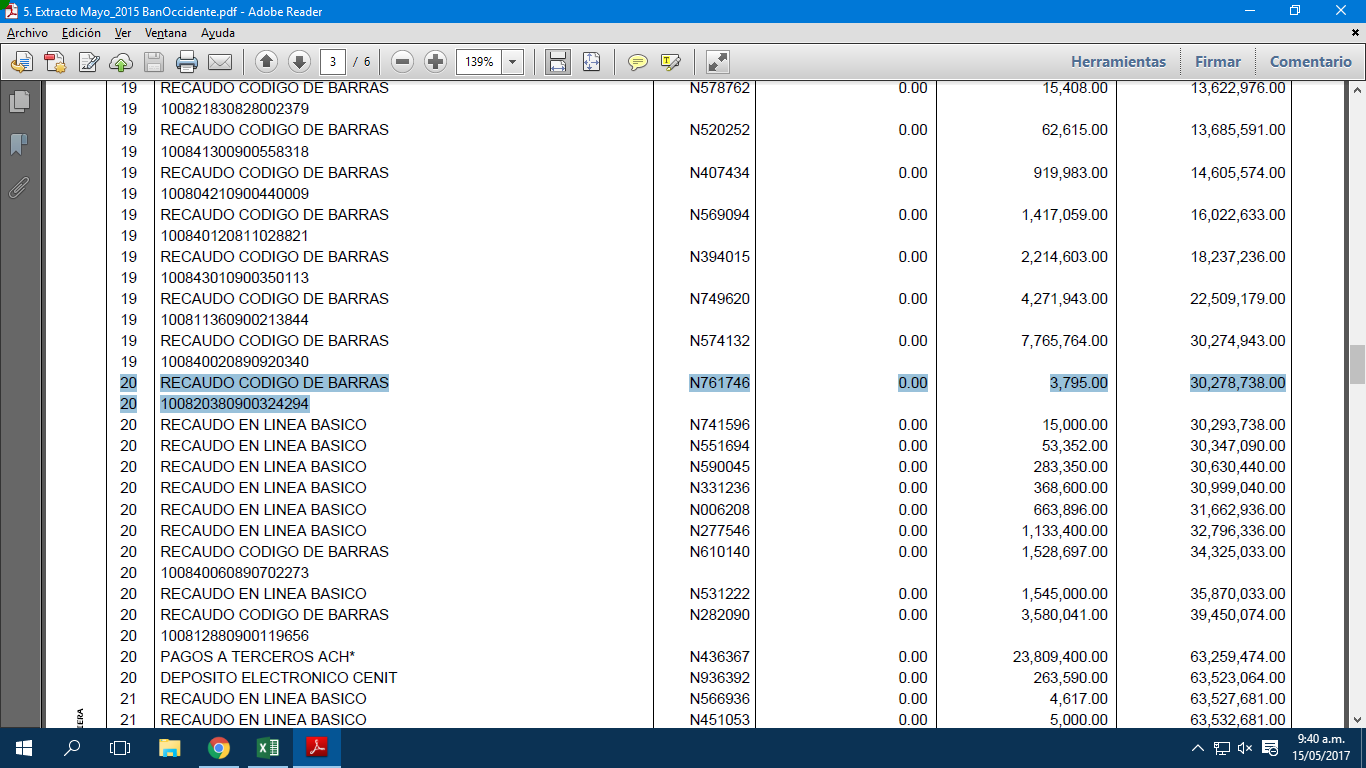 5. Extracto Mayo_2015 BanOccidente.pdf - Adobe Reader
Archivo Edición Ver Ventana Ayuda
3 / 6 139% Herramientas Firmar Comentario
19 RECAUDO CODIGO DE BARRAS N578762 0.00 15,408.00 13,622,976.00
19 100821830828002379
19 RECAUDO CODIGO DE BARRAS N520252 0.00 62,615.00 13,685,591.00
19 100841300900558318
19 RECAUDO CODIGO DE BARRAS N407434 0.00 919,983.00 14,605,574.00
19 100804210900440009
19 RECAUDO CODIGO DE BARRAS N569094 0.00 1,417,059.00 16,022,633.00
19 100840120811028821
19 RECAUDO CODIGO DE BARRAS N394015 0.00 2,214,603.00 18,237,236.00
19 100843010900350113
19 RECAUDO CODIGO DE BARRAS N749620 0.00 4,271,943.00 22,509,179.00
19 100811360900213844
19 RECAUDO CODIGO DE BARRAS N574132 0.00 7,765,764.00 30,274,943.00
19 100840020890920340
20 RECAUDO CODIGO DE BARRAS N761746 0.00 3,795.00 30,278,738.00
20 100820380900324294
20 RECAUDO EN LINEA BASICO N741596 0.00 15,000.00 30,293,738.00
20 RECAUDO EN LINEA BASICO N551694 0.00 53,352.00 30,347,090.00
20 RECAUDO EN LINEA BASICO N590045 0.00 283,350.00 30,630,440.00
20 RECAUDO EN LINEA BASICO N331236 0.00 368,600.00 30,999,040.00
20 RECAUDO EN LINEA BASICO N006208 0.00 663,896.00 31,662,936.00
20 RECAUDO EN LINEA BASICO N277546 0.00 1,133,400.00 32,796,336.00
20 RECAUDO CODIGO DE BARRAS N610140 0.00 1,528,697.00 34,325,033.00
20 100840060890702273
20 RECAUDO EN LINEA BASICO N531222 0.00 1,545,000.00 35,870,033.00
20 RECAUDO CODIGO DE BARRAS N282090 0.00 3,580,041.00 39,450,074.00
20 100812880900119656
20 PAGOS A TERCEROS ACH* N436367 0.00 23,809,400.00 63,259,474.00
20 DEPOSITO ELECTRONICO CENIT N936392 0.00 263,590.00 63,523,064.00
21 RECAUDO EN LINEA BASICO N566936 0.00 4,617.00 63,527,681.00
21 RECAUDO EN LINEA BASICO N451053 0.00 5,000.00 63,532,681.00
9:40 a.m.
15/05/2017